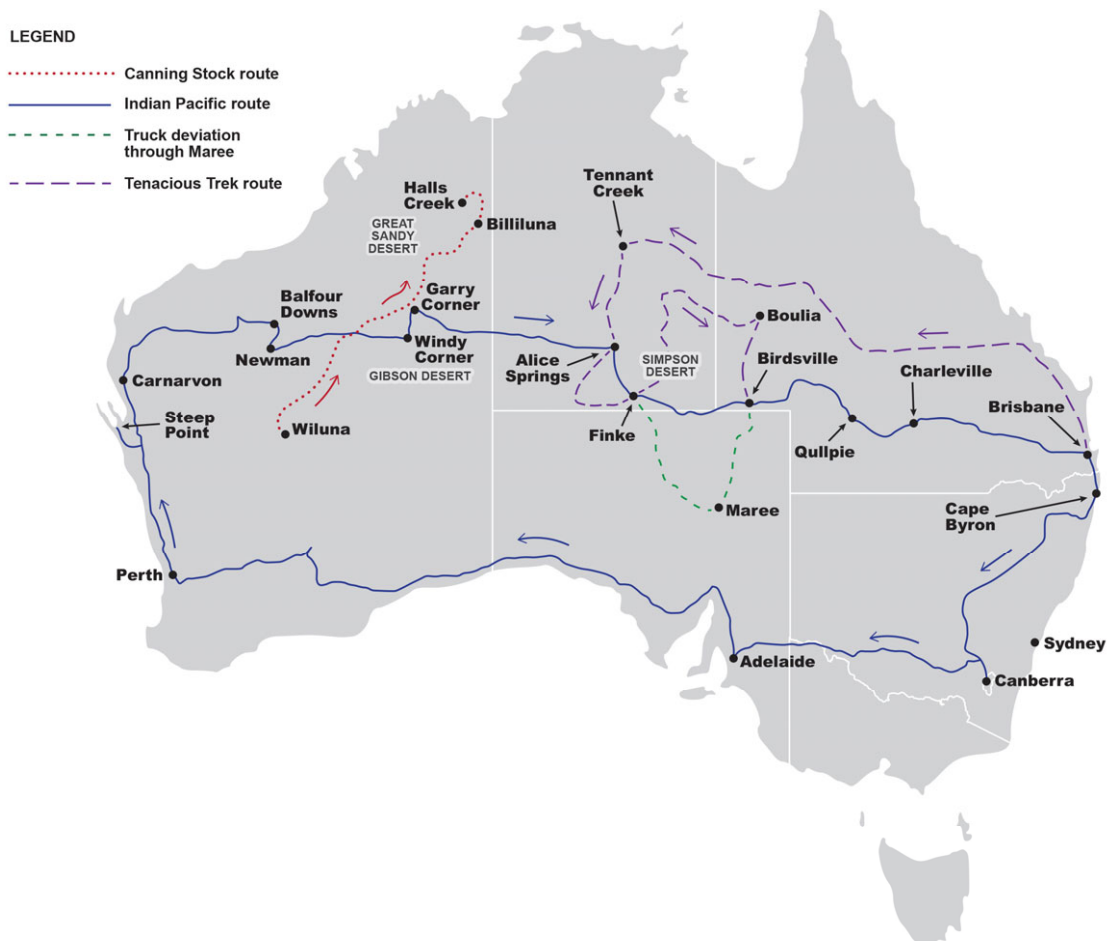 LEGEND
Canning Stock route
Indian Pacific route
Truck deviation
through Maree
Tenacious Trek route
Halls
Creek
Billiluna
GREAT
SANDY
DESERT
Tennant
Creek
Balfour
Downs
Garry
Corner
Newman
Windy
Corner
GIBSON DESERT
Alice
Springs
SIMPSON
DESERT
Boulia
Birdsville
Charleville
Brisbane
Carnarvon
Steep
Point
Wiluna
Finke
Qullpie
Maree
Cape
Byron
Perth
Adelaide
Sydney
Canberra